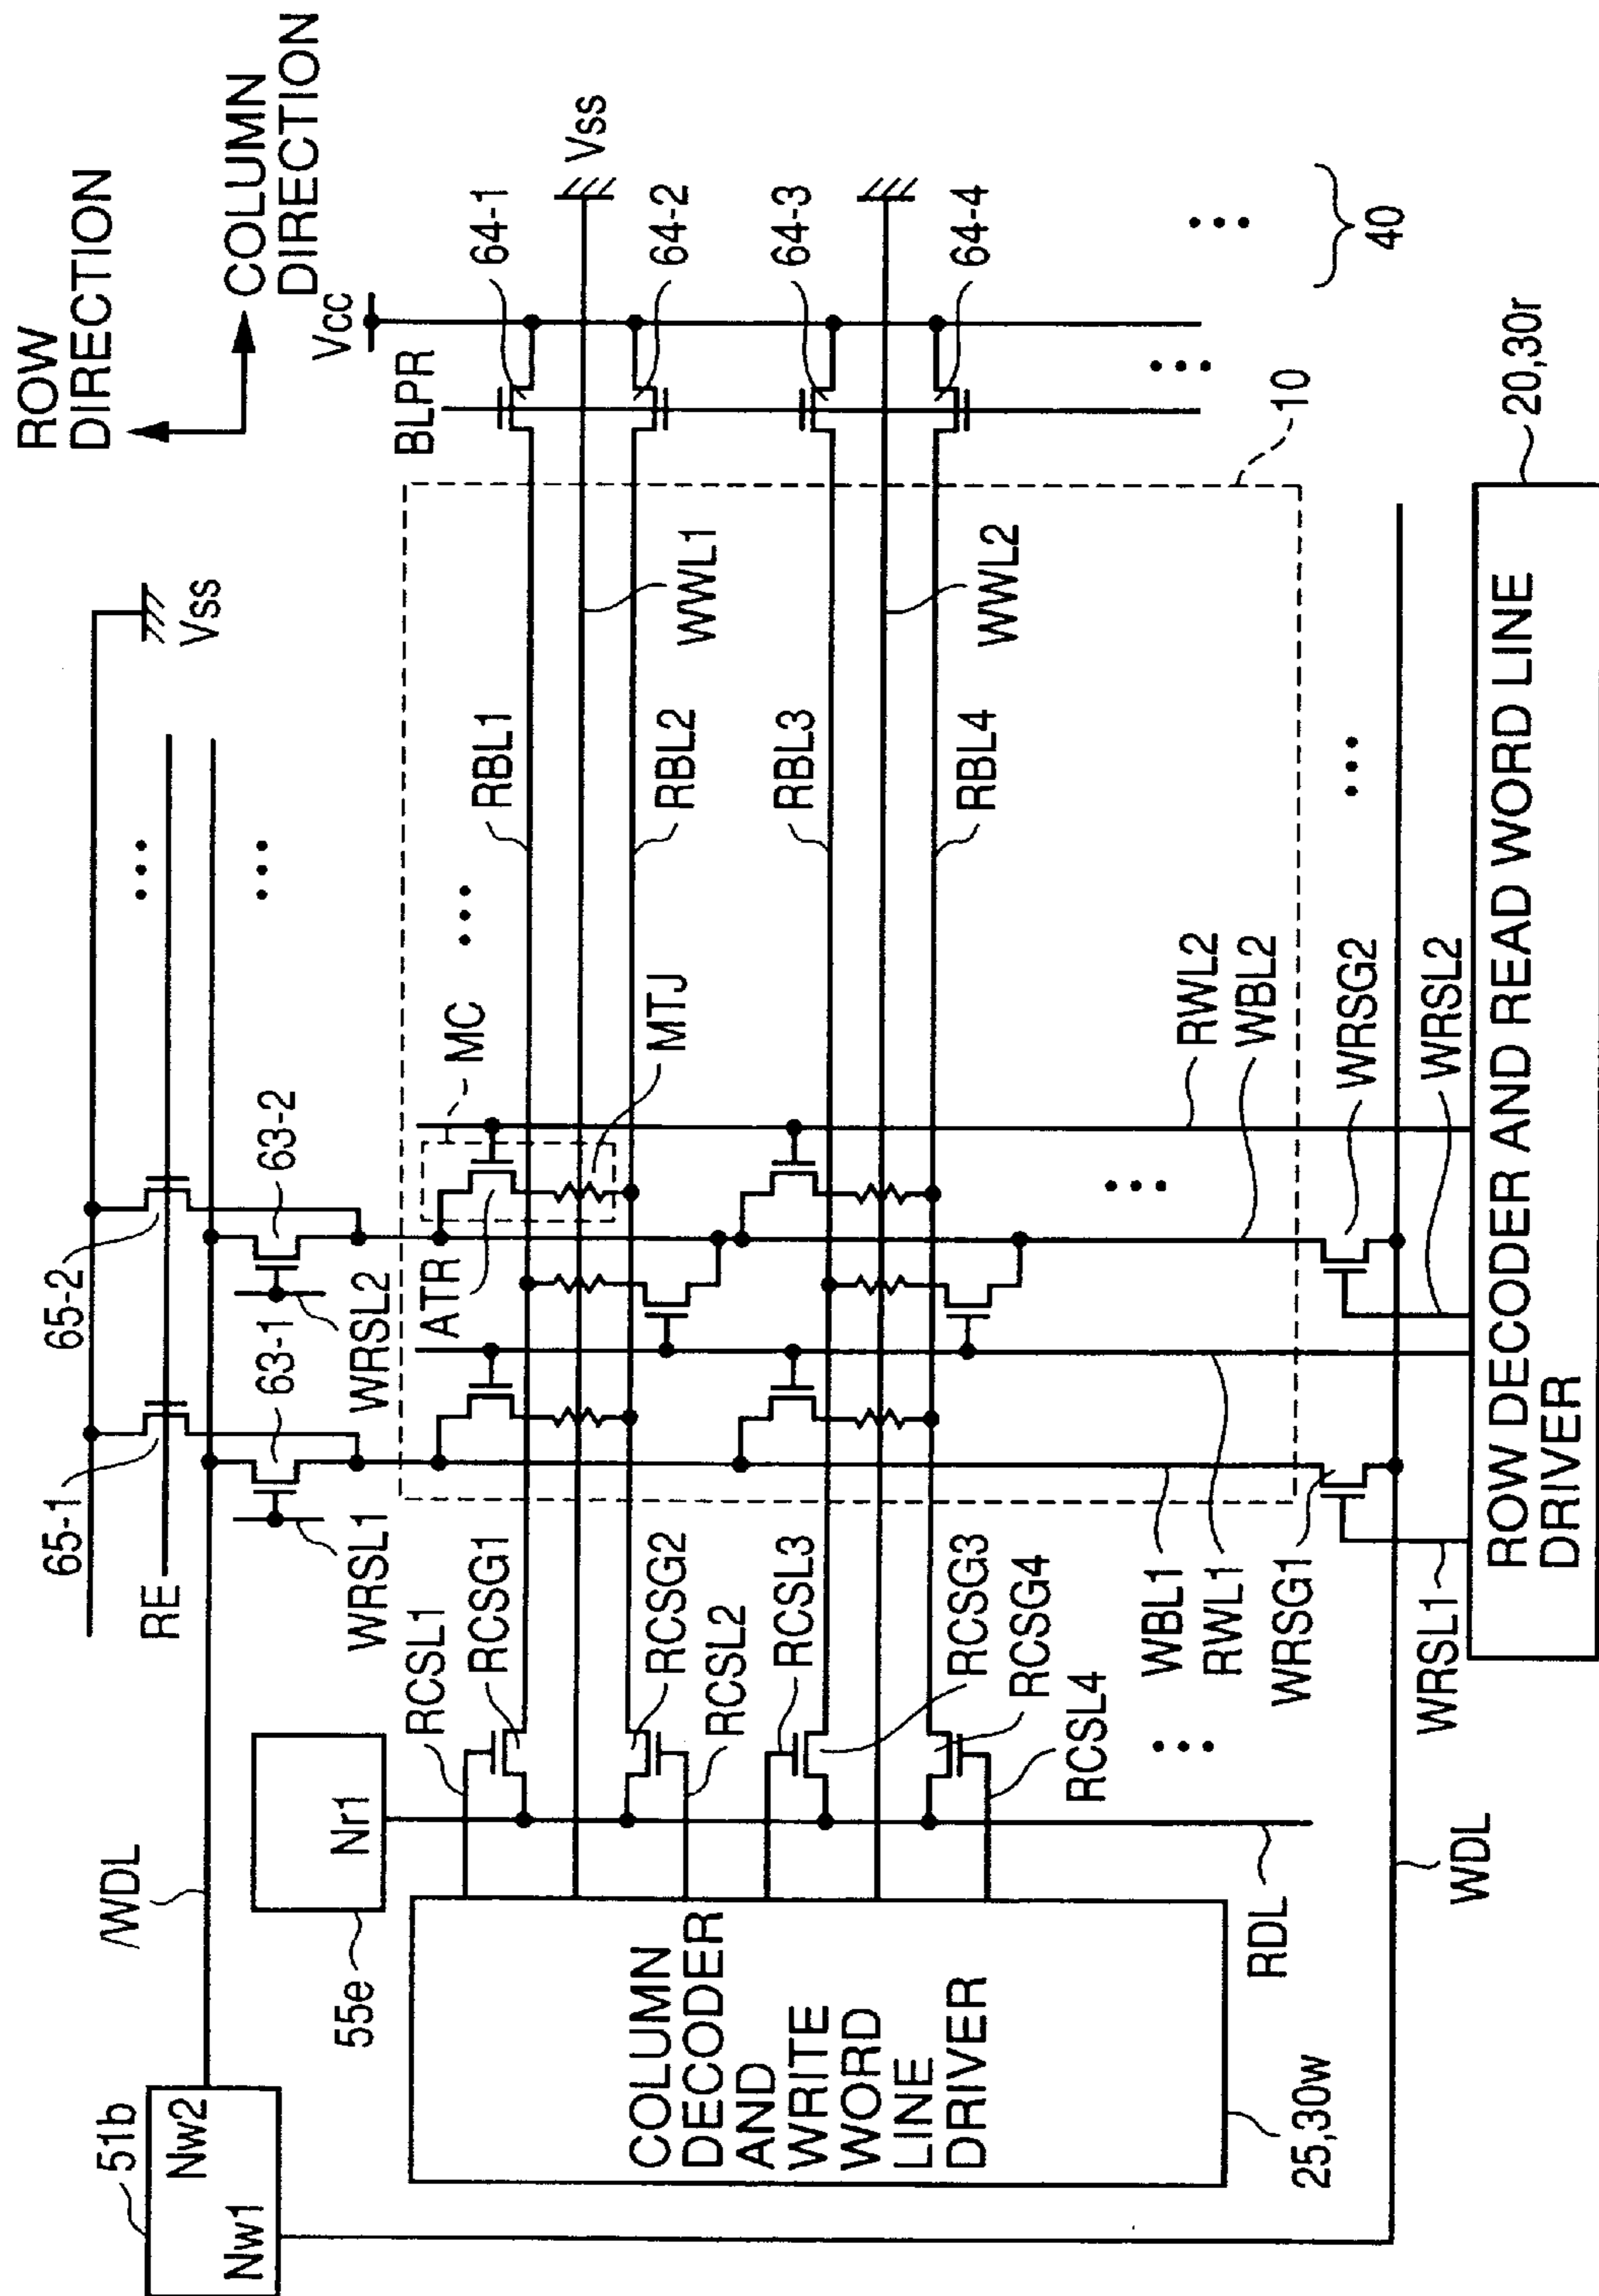 ROW
DIRECTION
COLUMN
DIRECTION
Vss
Vcc
BLPR
64-1
Vss
64-2
64-3
64-4
40
10
20,30r
65-2
63-2
WRSL2
65-1
63-1
WRSL1
RE
/WDL
51b
Nw2
Nw1
55e
Nr1
MC
MTJ
ATR
RBL1
WWL1
RBL2
RBL3
WWL2
RBL4
RCSL1
RCSG1
RCSG2
RCSL2
RCSL3
RCSG3
RCSG4
RCSL4
RWL2
WBL2
WRSG2
WRSL2
WBL1
RWL1
WRSG1
WRSL1
RDL
WDL
COLUMN
DECODER
AND
WRITE
WORD
LINE
DRIVER
25,30w
ROW DECODER AND READ WORD LINE
DRIVER